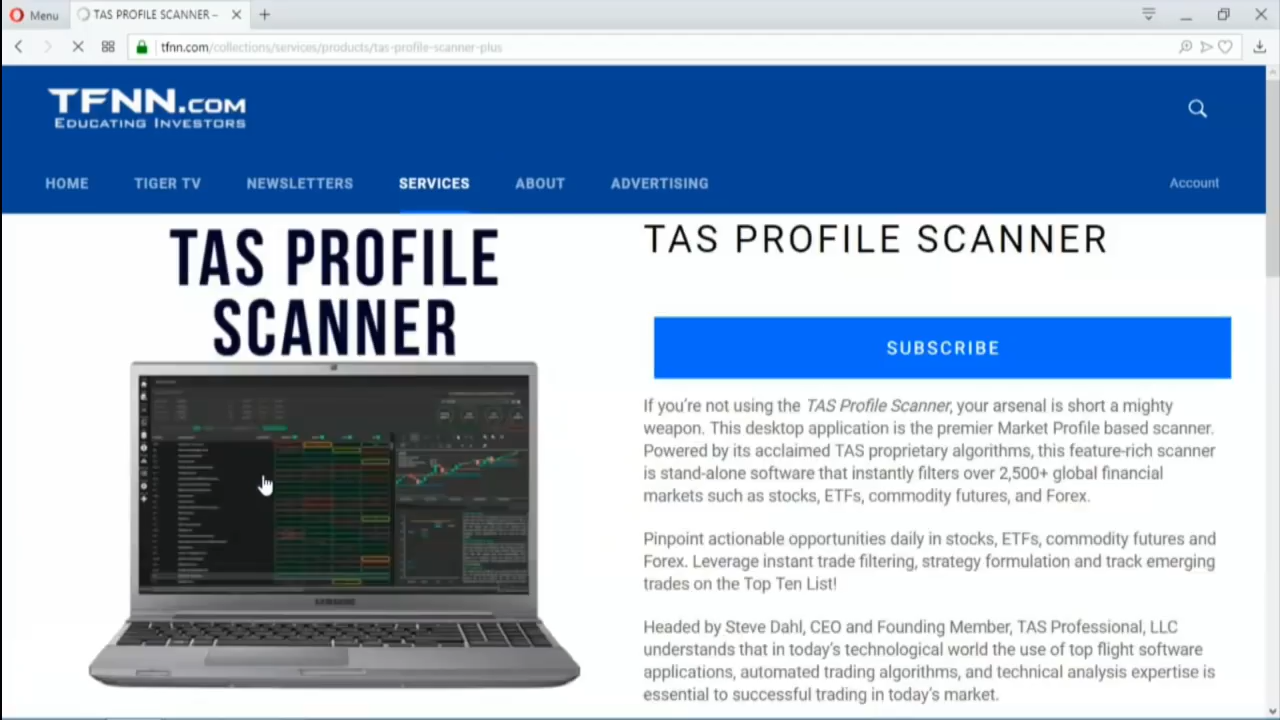 Menu
TAS PROFILE SCANNER –
tfnn.com/collections/services/products/tas-profile-scanner-plus
TFNN.COM
EDUCATING INVESTORS
HOME
TIGER TV
NEWSLETTERS
SERVICES
ABOUT
ADVERTISING
Account
TAS PROFILE
SCANNER
SAMSUNG
TAS PROFILE SCANNER
SUBSCRIBE
If you're not using the TAS Profile Scanner, your arsenal is short a mighty
weapon. This desktop application is the premier Market Profile based scanner.
Powered by its acclaimed TAS proprietary algorithms, this feature-rich scanner
is stand-alone software that instantly filters over 2,500+ global financial
markets such as stocks, ETFs, commodity futures, and Forex.
Pinpoint actionable opportunities daily in stocks, ETFs, commodity futures and
Forex. Leverage instant trade filtering, strategy formulation and track emerging
trades on the Top Ten List!
Headed by Steve Dahl, CEO and Founding Member, TAS Professional, LLC
understands that in today's technological world the use of top flight software
applications, automated trading algorithms, and technical analysis expertise is
essential to successful trading in today's market.